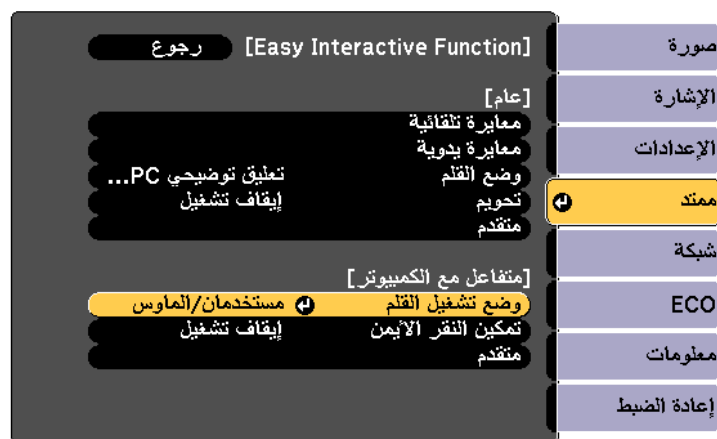 صورة
الإشارة
الإعدادات
ممتد
شبكة
ECO
معلومات
إعادة الضبط
[Easy Interactive Function] رجوع
[عام]
معايرة تلقائية
معايرة يدوية
وضع القلم تعليق توضيحي PC...
تحويم إيقاف تشغيل
متقدم
[متفاعل مع الكمبيوتر]
وضع تشغيل القلم مستخدمان/الماوس
تمكين النقر الأيمن إيقاف تشغيل
متقدم